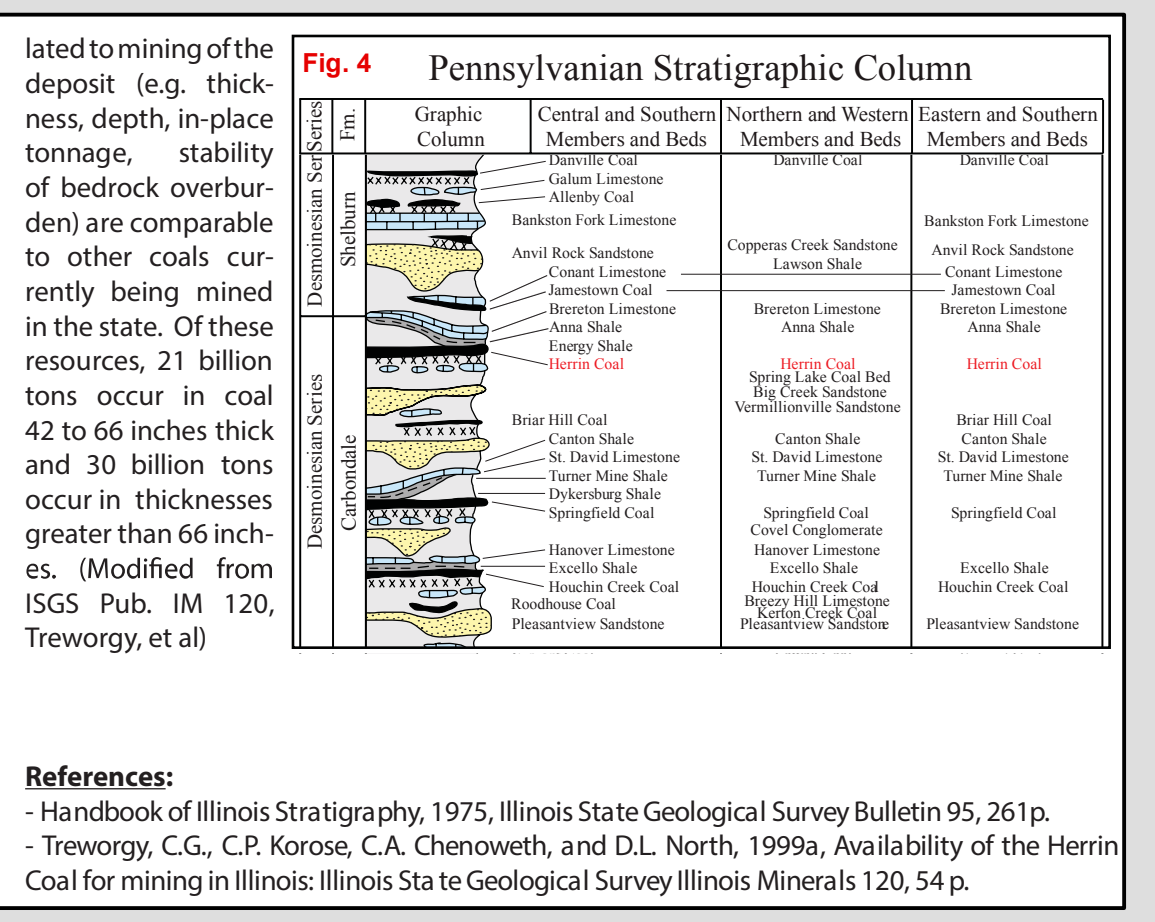 lated to mining of the
deposit (e.g. thick-
ness, depth, in-place
tonnage, stability
of bedrock overbur-
den) are comparable
to other coals cur-
rently being mined
in the state. Of these
resources, 21 billion
tons occur in coal
42 to 66 inches thick
and 30 billion tons
occur in thicknesses
greater than 66 inch-
es. (Modified from
ISGS Pub. IM 120,
Treworgy, et al)
Fig. 4
Pennsylvanian Stratigraphic Column
Series
Fm.
Graphic
Column
Central and Southern
Members and Beds
Northern and Western
Members and Beds
Eastern and Southern
Members and Beds
Desmoinesian Ser
Shelburn
Desmoinesian Series
Carbondale
Danville Coal
Galum Limestone
Allenby Coal
Bankston Fork Limestone
Anvil Rock Sandstone
Conant Limestone
Jamestown Coal
Brereton Limestone
Anna Shale
Energy Shale
Herrin Coal
Briar Hill Coal
Canton Shale
St. David Limestone
Turner Mine Shale
Dykersburg Shale
Springfield Coal
Hanover Limestone
Excello Shale
Houchin Creek Coal
Roodhouse Coal
Pleasantview Sandstone
Danville Coal
Copperas Creek Sandstone
Lawson Shale
Brereton Limestone
Anna Shale
Herrin Coal
Spring Lake Coal Bed
Big Creek Sandstone
Vermillionville Sandstone
Canton Shale
St. David Limestone
Turner Mine Shale
Springfield Coal
Covel Conglomerate
Hanover Limestone
Excello Shale
Houchin Creek Coal
Breezy Hill Limestone
Kerton Creek Coal
Pleasantview Sandstone
Danville Coal
Bankston Fork Limestone
Anvil Rock Sandstone
Conant Limestone
Jamestown Coal
Brereton Limestone
Anna Shale
Herrin Coal
Briar Hill Coal
Canton Shale
St. David Limestone
Turner Mine Shale
Springfield Coal
Excello Shale
Houchin Creek Coal
Pleasantview Sandstone
References:
- Handbook of Illinois Stratigraphy, 1975, Illinois State Geological Survey Bulletin 95, 261p.
- Treworgy, C.G., C.P. Korose, C.A. Chenoweth, and D.L. North, 1999a, Availability of the Herrin
Coal for mining in Illinois: Illinois State Geological Survey Illinois Minerals 120, 54 p.